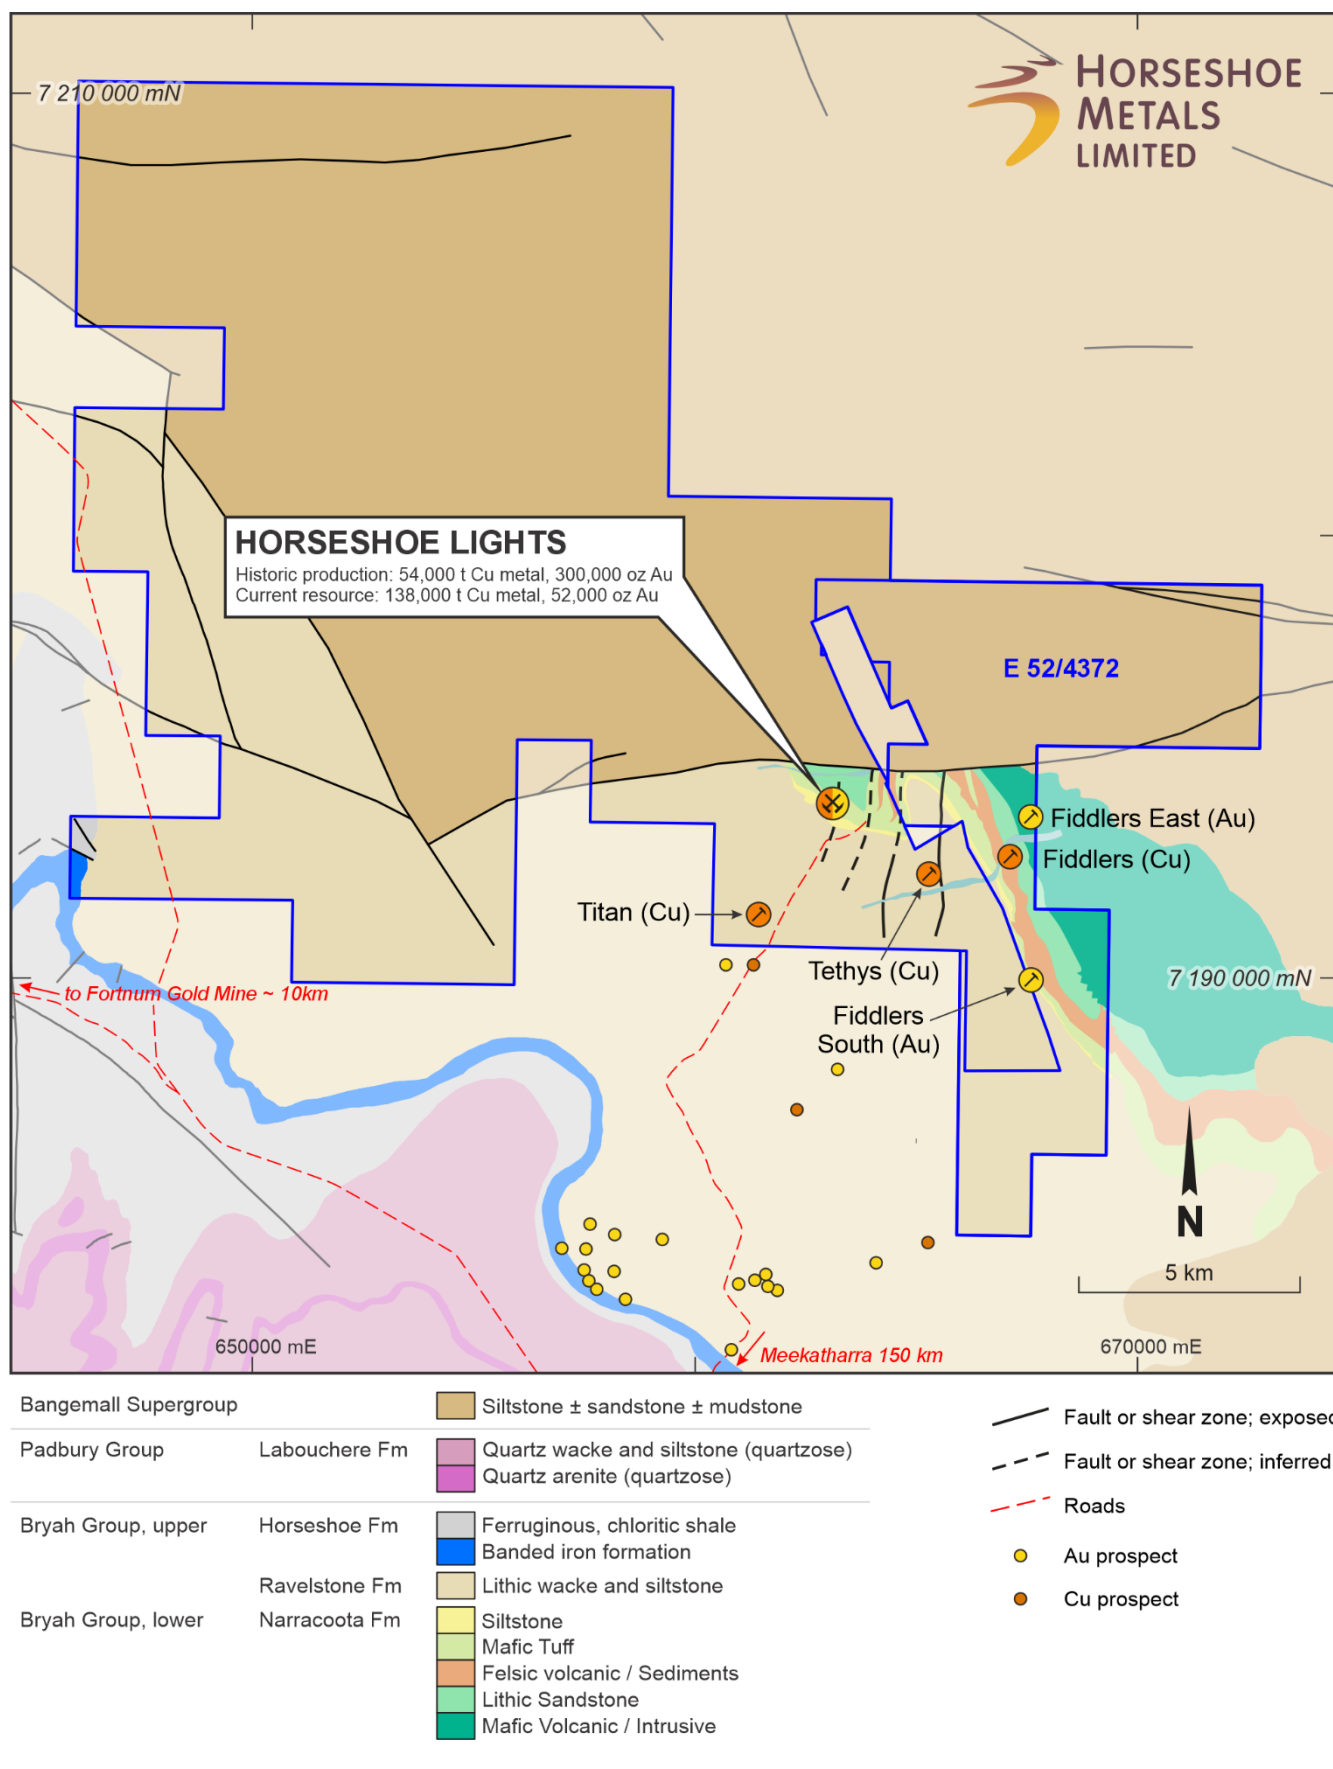 7 210 000 mN
HORSESHOE
METALS
LIMITED
HORSESHOE LIGHTS
Historic production: 54,000 t Cu metal, 300,000 oz Au
Current resource: 138,000 t Cu metal, 52,000 oz Au
E 52/4372
Fiddlers East (Au)
Fiddlers (Cu)
Titan (Cu)
Tethys (Cu)
7 190 000 mN
to Fortnum Gold Mine ~ 10km
Fiddlers
South (Au)
N
5 km
650000 mE
670000 mE
Meekatharra 150 km
Bangemall Supergroup
Siltstone ± sandstone ± mudstone
Padbury Group
Labouchere Fm
Quartz wacke and siltstone (quartzose)
Quartz arenite (quartzose)
Bryah Group, upper
Horseshoe Fm
Ferruginous, chloritic shale
Banded iron formation
Ravelstone Fm
Lithic wacke and siltstone
Bryah Group, lower
Narracoota Fm
Siltstone
Mafic Tuff
Felsic volcanic / Sediments
Lithic Sandstone
Mafic Volcanic / Intrusive
Fault or shear zone; exposed
Fault or shear zone; inferred
Roads
Au prospect
Cu prospect